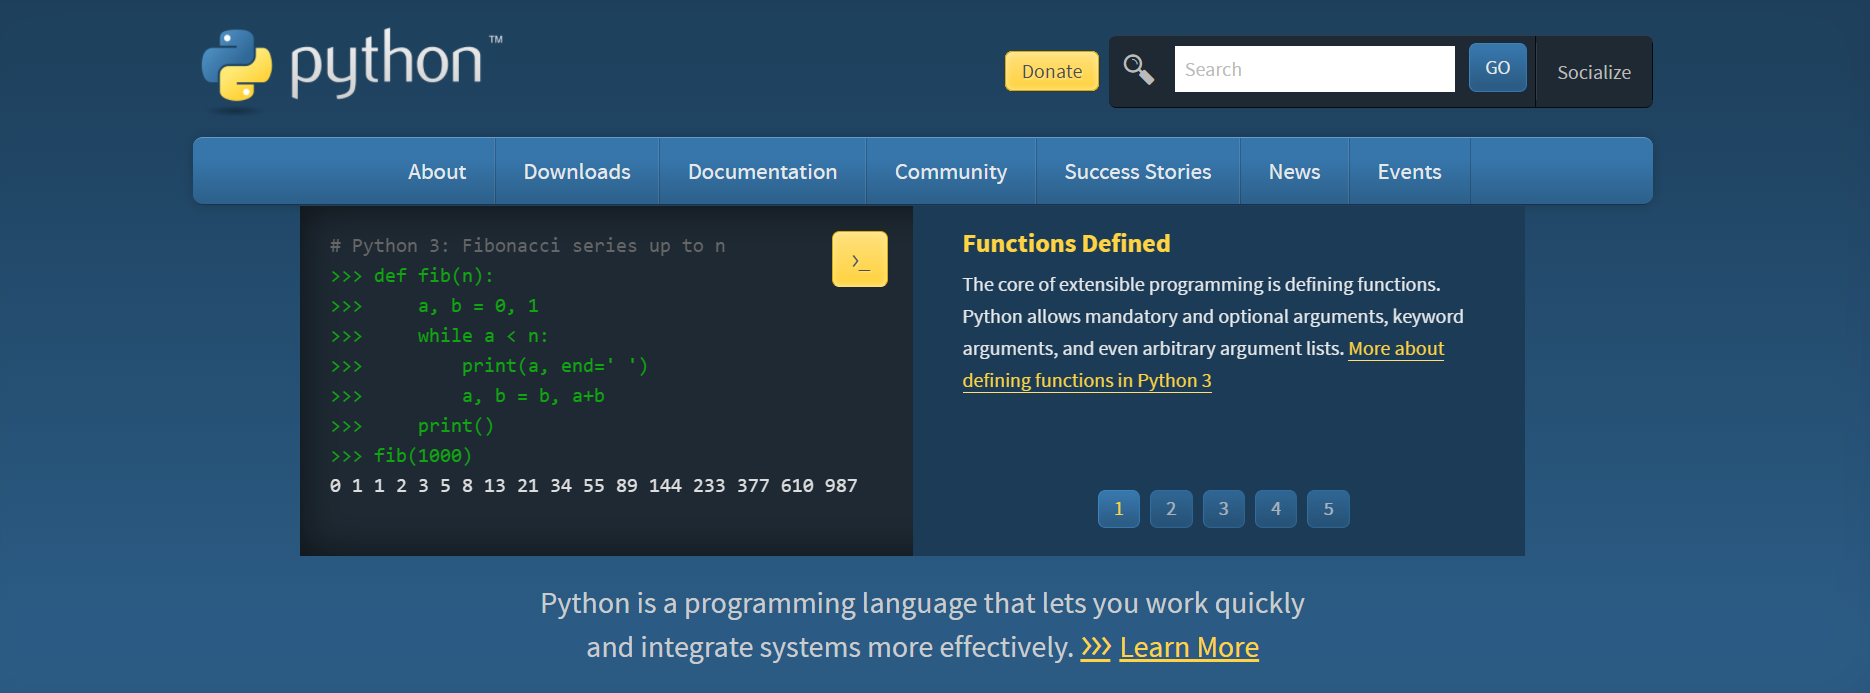 python™
Donate
Search
GO
Socialize
About
Downloads
Documentation
Community
Success Stories
News
Events
# Python 3: Fibonacci series up to n
>>> def fib(n):
>>>     a, b = 0, 1
>>>     while a < n:
>>>         print(a, end=' ')
>>>         a, b = b, a+b
>>>     print()
>>> fib(1000)
0 1 1 2 3 5 8 13 21 34 55 89 144 233 377 610 987
>_
Functions Defined
The core of extensible programming is defining functions.
Python allows mandatory and optional arguments, keyword
arguments, and even arbitrary argument lists. More about
defining functions in Python 3
1 2 3 4 5
Python is a programming language that lets you work quickly
and integrate systems more effectively. >>> Learn More